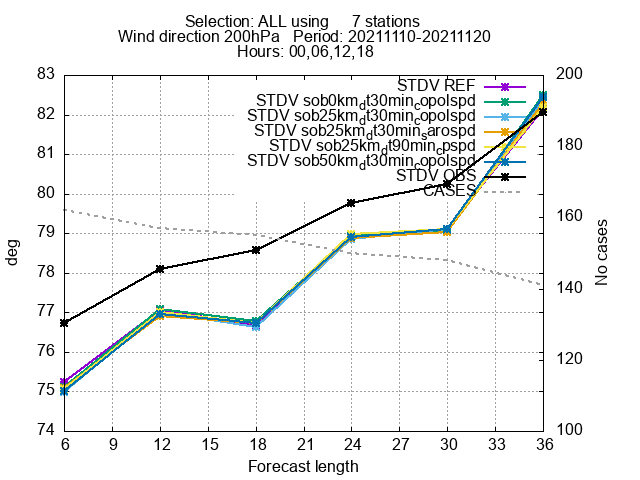 Selection: ALL using 7 stations
Wind direction 200hPa Period: 20211110-20211120
Hours: 00,06,12,18
83
82
81
80
79
78
77
76
75
74
200
180
160
140
120
100
STDV REF
STDV sob0km_dt30min_copolspd
STDV sob25km_dt30min_copolspd
STDV sob25km_dt30min_sarospd
STDV sob25km_dt90min_cpspd
STDV sob50km_dt30min_copolspd
STDV OBS
CASES
deg
No cases
6 9 12 15 18 21 24 27 30 33 36
Forecast length